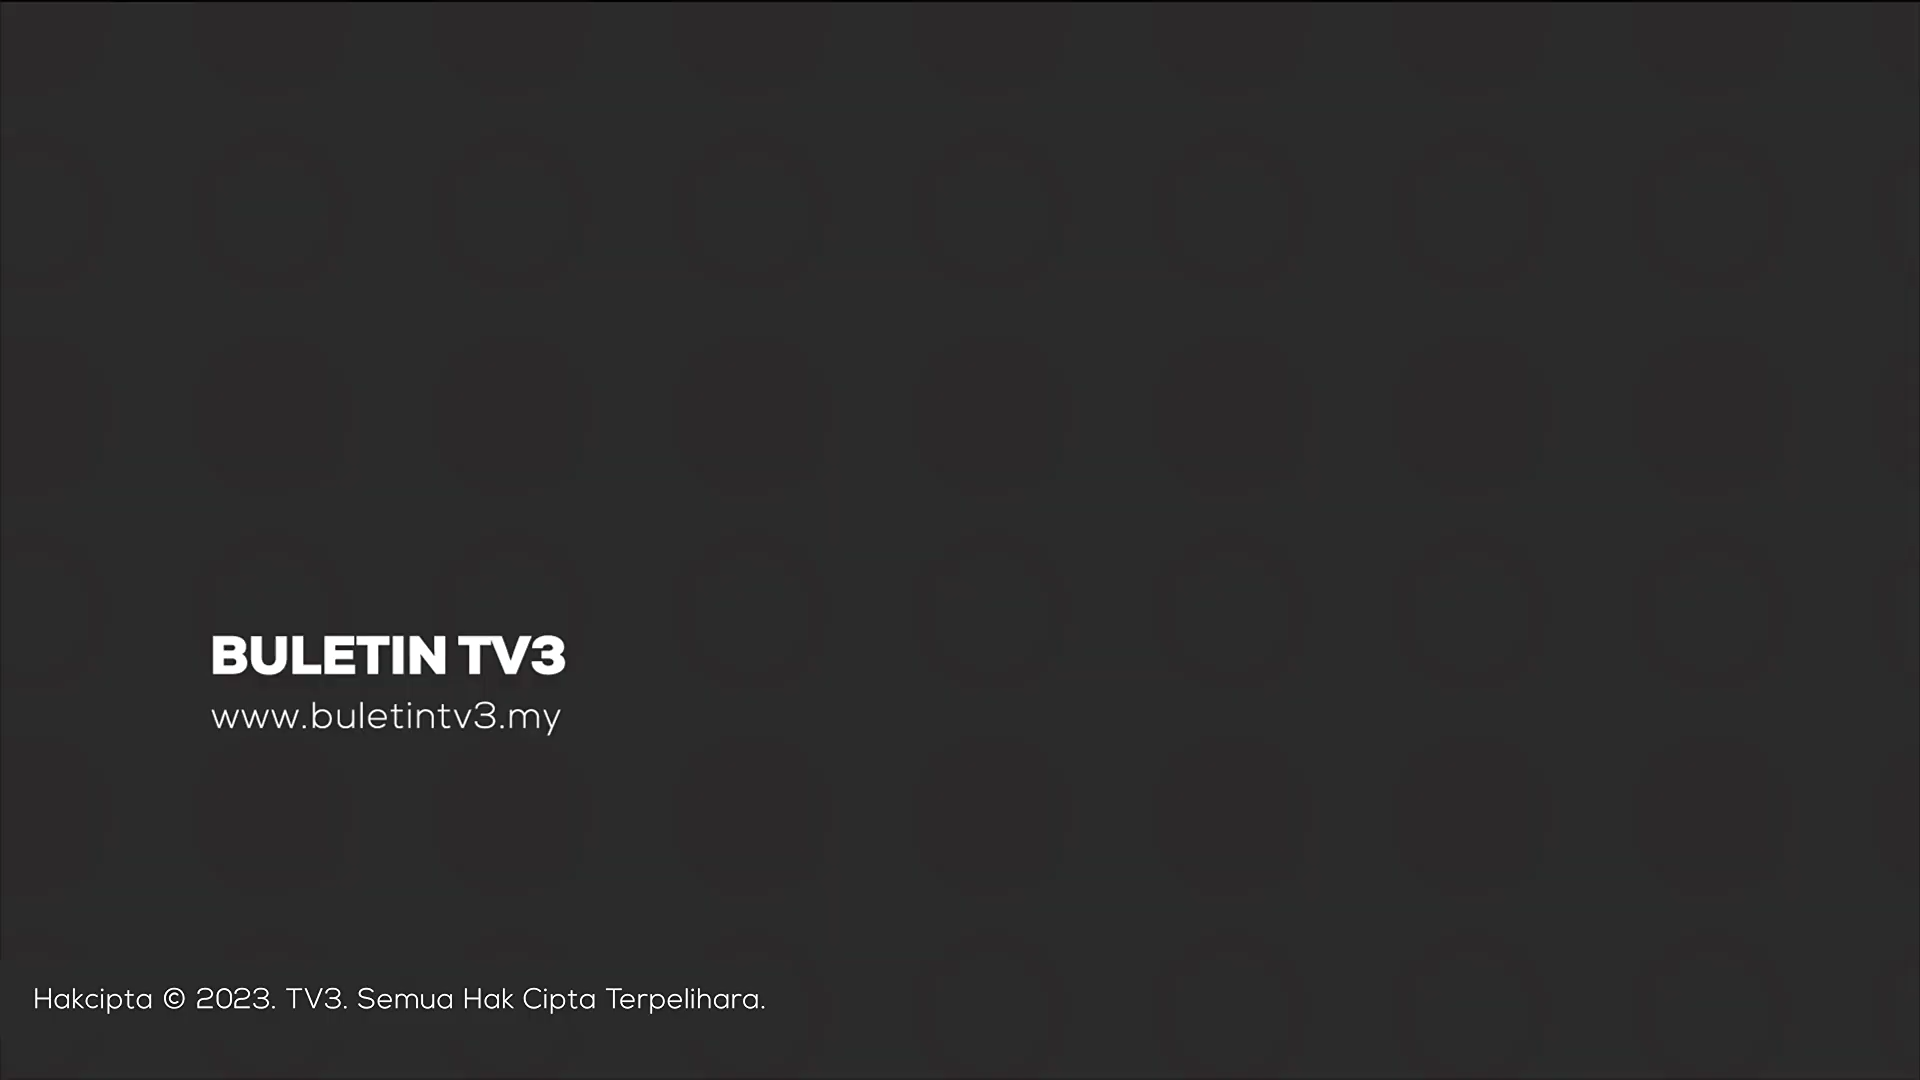 BULETIN TV3
www.buletintv3.my
Hakcipta © 2023. TV3. Semua Hak Cipta Terpelihara.